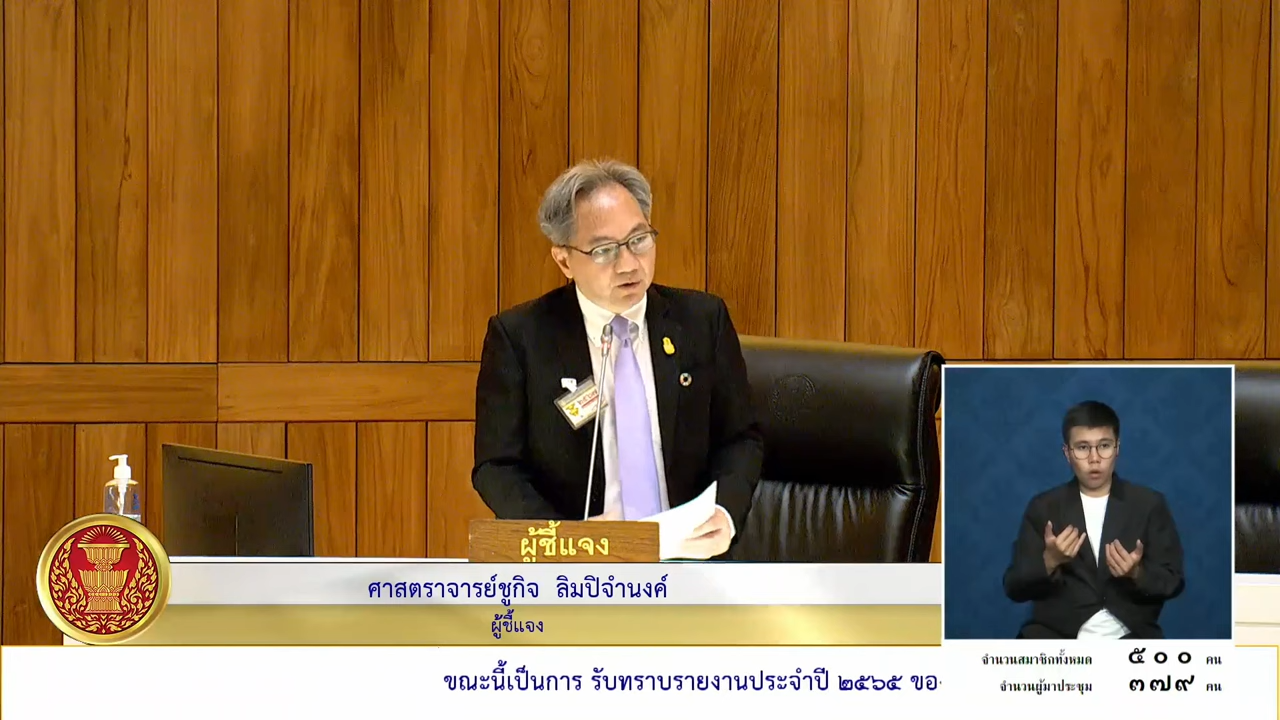 ผู้ชี้แจง
ศาสตราจารย์ชูกิจ ลิมปิจำนงค์
ผู้ชี้แจง
ขณะนี้เป็นการ รับทราบรายงานประจำปี ๒๕๖๕ ของ
จำนวนสมาชิกทั้งหมด ๕๐๐ คน
จำนวนผู้มาประชุม ๓๗๙ คน